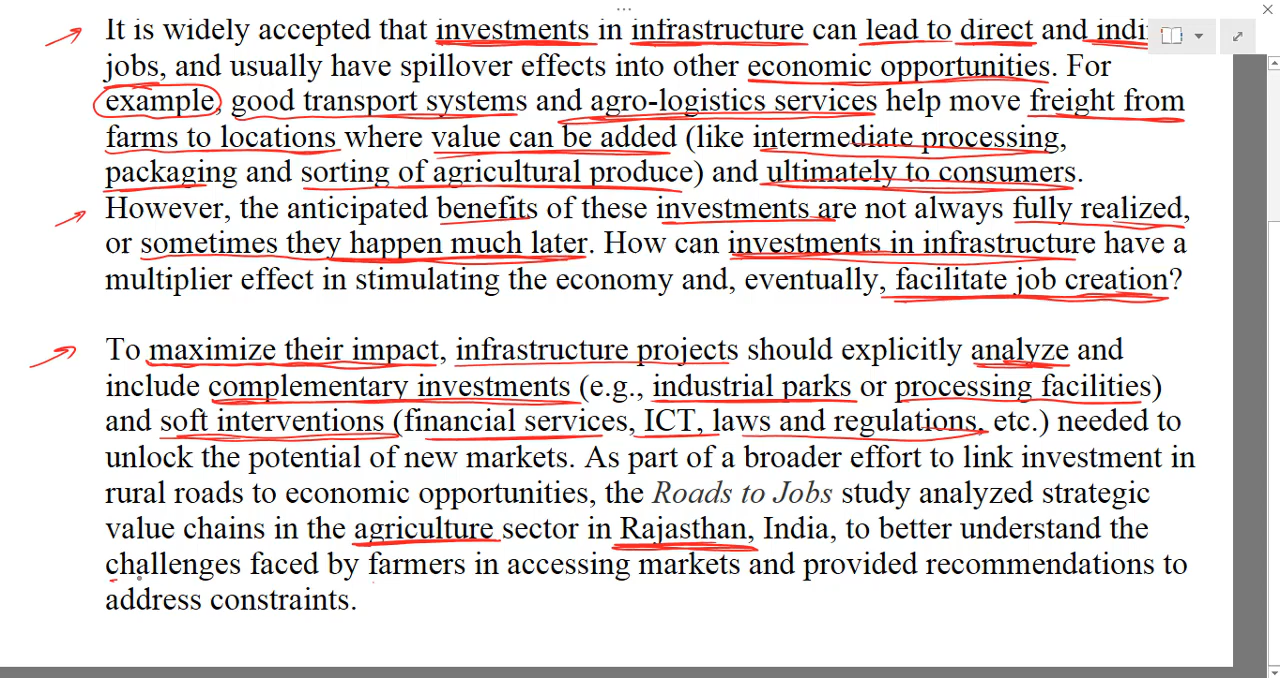 It is widely accepted that investments in infrastructure can lead to direct and
jobs, and usually have spillover effects into other economic opportunities. For
example, good transport systems and agro-logistics services help move freight from
farms to locations where value can be added (like intermediate processing,
packaging and sorting of agricultural produce) and ultimately to consumers.
However, the anticipated benefits of these investments are not always fully realized,
or sometimes they happen much later. How can investments in infrastructure have a
multiplier effect in stimulating the economy and, eventually, facilitate job creation?
To maximize their impact, infrastructure projects should explicitly analyze and
include complementary investments (e.g., industrial parks or processing facilities)
and soft interventions (financial services, ICT, laws and regulations, etc.) needed to
unlock the potential of new markets. As part of a broader effort to link investment in
rural roads to economic opportunities, the Roads to Jobs study analyzed strategic
value chains in the agriculture sector in Rajasthan, India, to better understand the
challenges faced by farmers in accessing markets and provided recommendations to
address constraints.